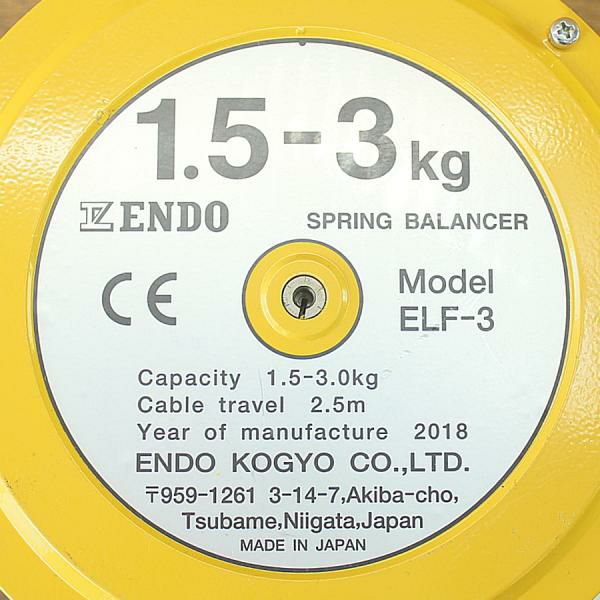 1.5-3kg
ENDO SPRING BALANCER
CE Model
ELF-3
Capacity 1.5-3.0kg
Cable travel 2.5m
Year of manufacture 2018
ENDO KOGYO CO.,LTD.
〒959-1261 3-14-7,Akiba-cho,
Tsubame,Niigata,Japan
MADE IN JAPAN